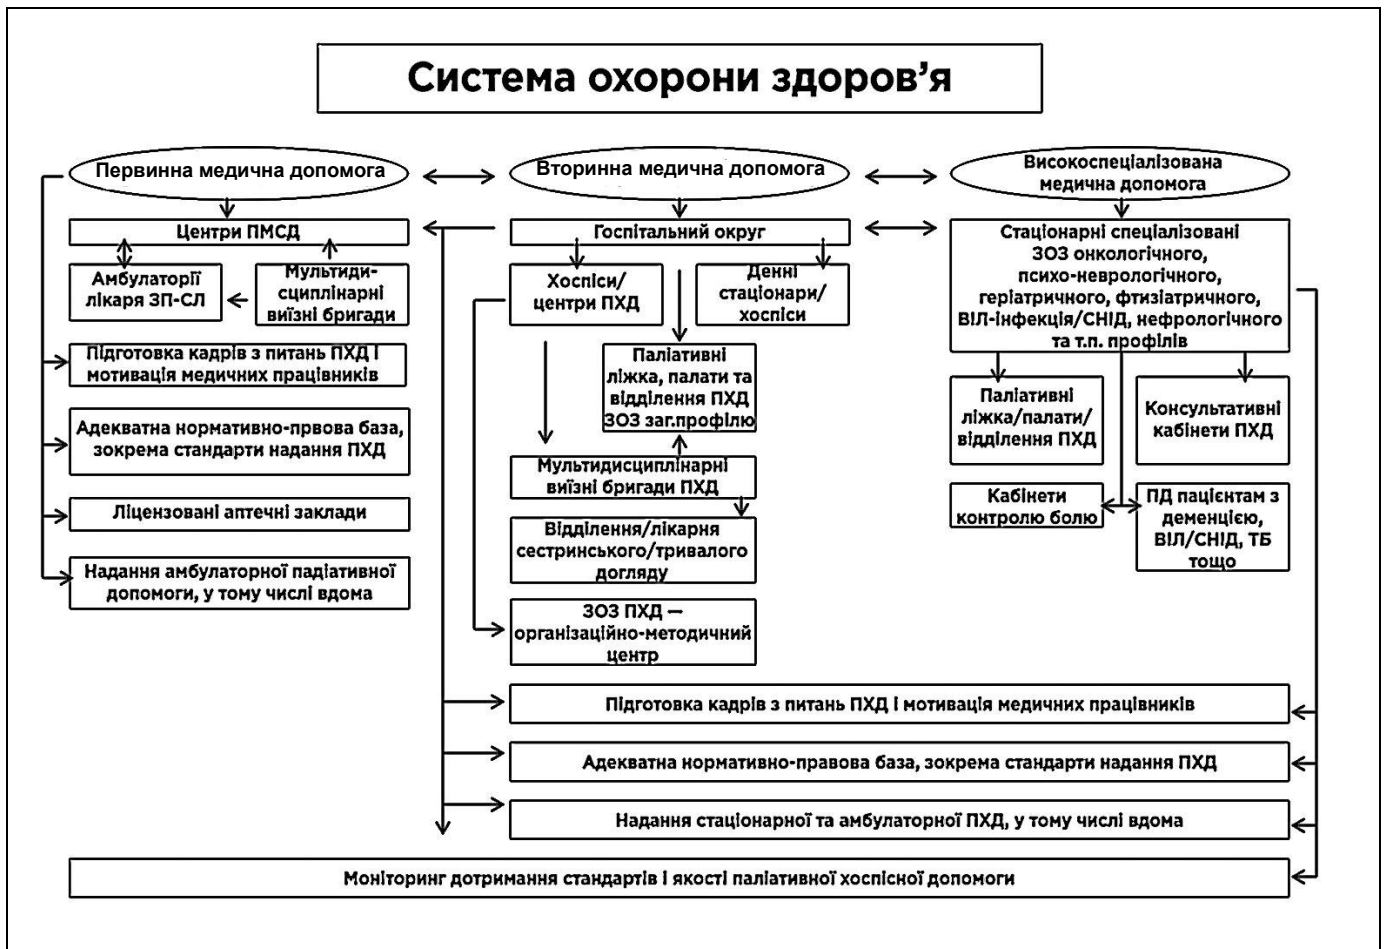 Система охорони здоров’я
Первинна медична допомога
Вторинна медична допомога
Високоспеціалізована
медична допомога
Центри ПМСД
Амбулаторії
лікаря ЗП-СЛ
Мультиди-
сциплінарні
виїзні бригади
Підготовка кадрів з питань ПХД і
мотивація медичних працівників
Адекватна нормативно-првова база,
зокрема стандарти надання ПХД
Ліцензовані аптечні заклади
Надання амбулаторної падіативної
допомоги, у тому числі вдома
Госпітальний округ
Хоспіси/
центри ПХД
Денні
стаціонари/
хоспіси
Паліативні
ліжка, палати та
відділення ПХД
ЗОЗ заг.профілю
Мультидисциплінарні
виїзні бригади ПХД
Відділення/лікарня
сестринського/тривалого
догляду
ЗОЗ ПХД —
організаційно-методичний
центр
Стаціонарні спеціалізовані
ЗОЗ онкологічного,
психо-неврологічного,
геріатричного, фтизіатричного,
ВІЛ-інфекція/СНІД, нефрологічного
та т.п. профілів
Паліативні
ліжка/палати/
відділення ПХД
Консультативні
кабінети ПХД
Кабінети
контролю болю
ПД пацієнтам з
деменцією,
ВІЛ/СНІД, ТБ
тощо
Підготовка кадрів з питань ПХД і мотивація медичних працівників
Адекватна нормативно-правова база, зокрема стандарти надання ПХД
Надання стаціонарної та амбулаторної ПХД, у тому числі вдома
Моніторинг дотримання стандартів і якості паліативної хоспісної допомоги